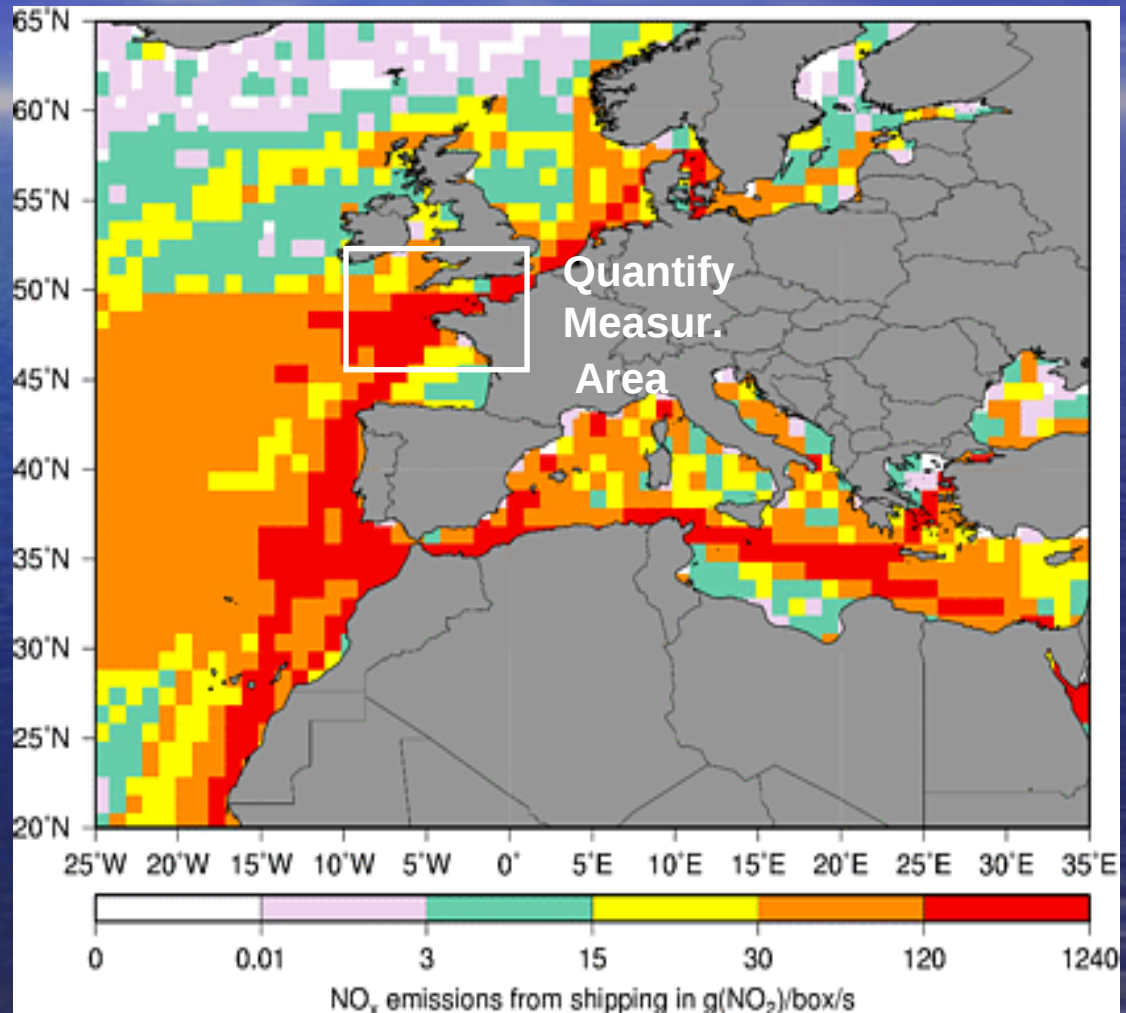 65°N
60°N
55°N
50°N
45°N
40°N
35°N
30°N
25°N
20°N
Quantify
Measur.
Area
25°W 20°W 15°W 10°W 5°W 0° 5°E 10°E 15°E 20°E 25°E 30°E 35°E
0 0.01 3 15 30 120 1240
NOₓ emissions from shipping in g(NO₂)/box/s